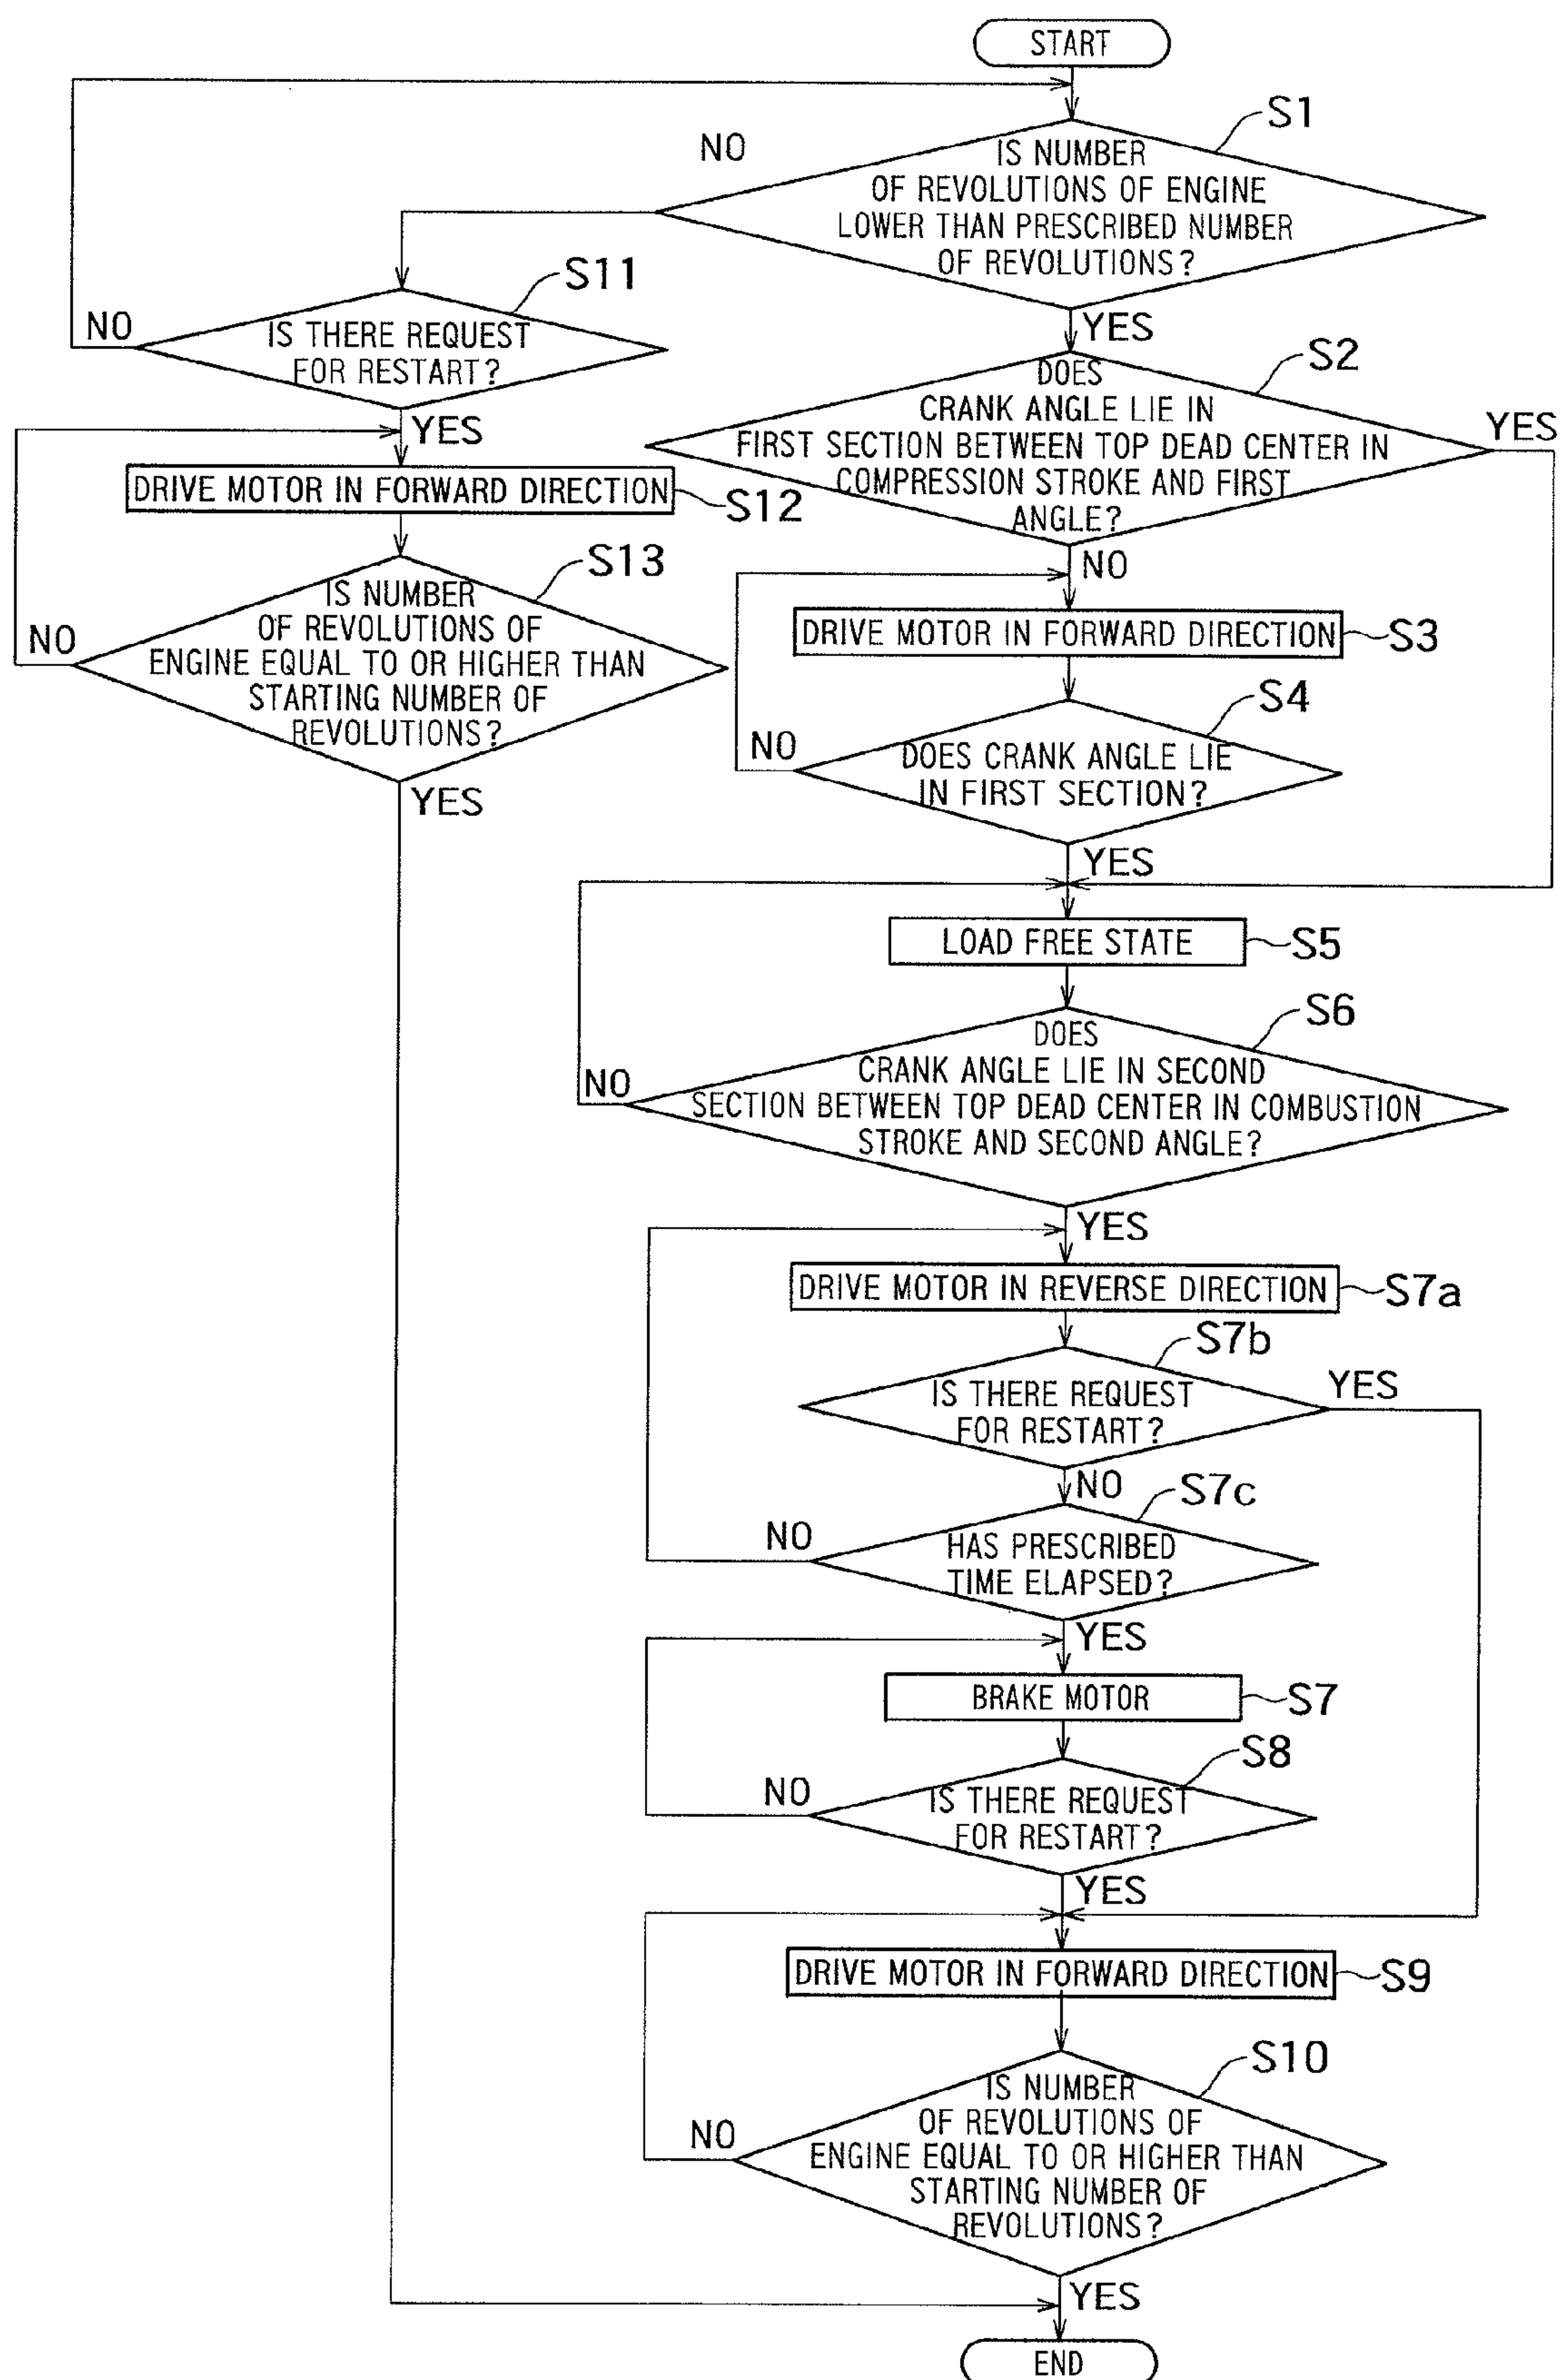 START
S1
NO
IS NUMBER
OF REVOLUTIONS OF ENGINE
LOWER THAN PRESCRIBED NUMBER
OF REVOLUTIONS?
YES
S11
NO
IS THERE REQUEST
FOR RESTART?
YES
DRIVE MOTOR IN FORWARD DIRECTION
S12
S13
NO
IS NUMBER
OF REVOLUTIONS OF
ENGINE EQUAL TO OR HIGHER THAN
STARTING NUMBER OF
REVOLUTIONS?
YES
S2
DOES
CRANK ANGLE LIE IN
FIRST SECTION BETWEEN TOP DEAD CENTER IN
COMPRESSION STROKE AND FIRST
ANGLE?
YES
NO
DRIVE MOTOR IN FORWARD DIRECTION
S3
S4
NO
DOES CRANK ANGLE LIE
IN FIRST SECTION?
YES
LOAD FREE STATE
S5
S6
DOES
CRANK ANGLE LIE IN SECOND
SECTION BETWEEN TOP DEAD CENTER IN COMBUSTION
STROKE AND SECOND ANGLE?
NO
YES
DRIVE MOTOR IN REVERSE DIRECTION
S7a
S7b
IS THERE REQUEST
FOR RESTART?
YES
NO
S7c
NO
HAS PRESCRIBED
TIME ELAPSED?
YES
BRAKE MOTOR
S7
S8
NO
IS THERE REQUEST
FOR RESTART?
YES
DRIVE MOTOR IN FORWARD DIRECTION
S9
S10
IS NUMBER
OF REVOLUTIONS OF
ENGINE EQUAL TO OR HIGHER THAN
STARTING NUMBER OF
REVOLUTIONS?
NO
YES
END